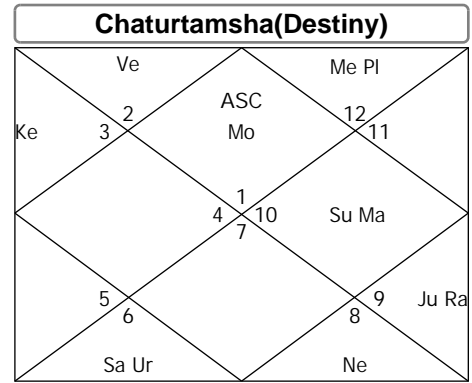 Chaturtamsha(Destiny)
Ve
Me Pl
ASC
Mo
Ke
2
3
12
11
1
4
10
7
Su Ma
5
6
9
8
Ju Ra
Sa Ur
Ne